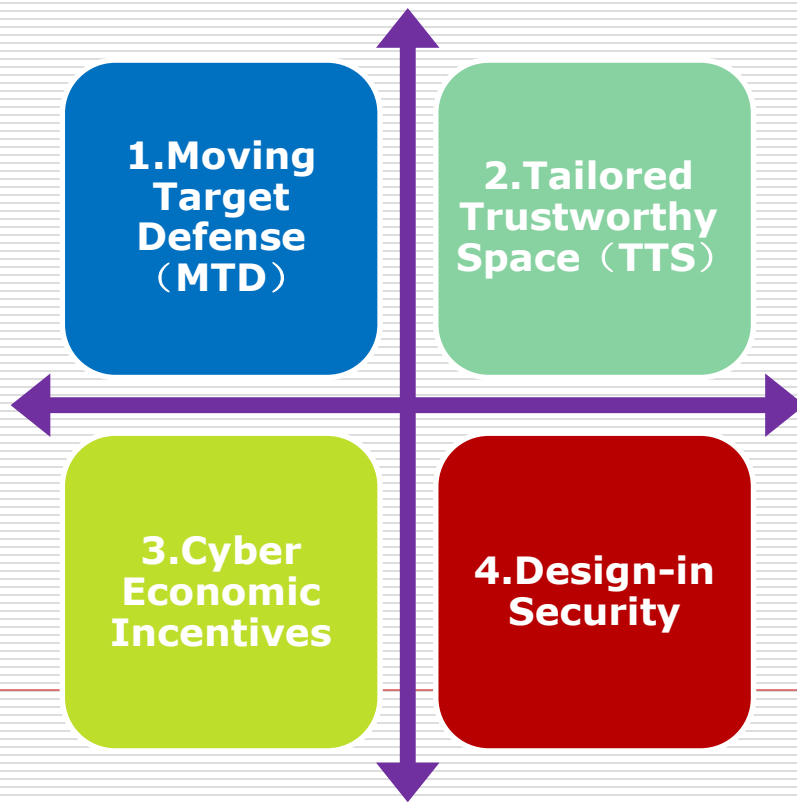 1.Moving
Target
Defense
（MTD）
2.Tailored
Trustworthy
Space（TTS）
3.Cyber
Economic
Incentives
4.Design-in
Security